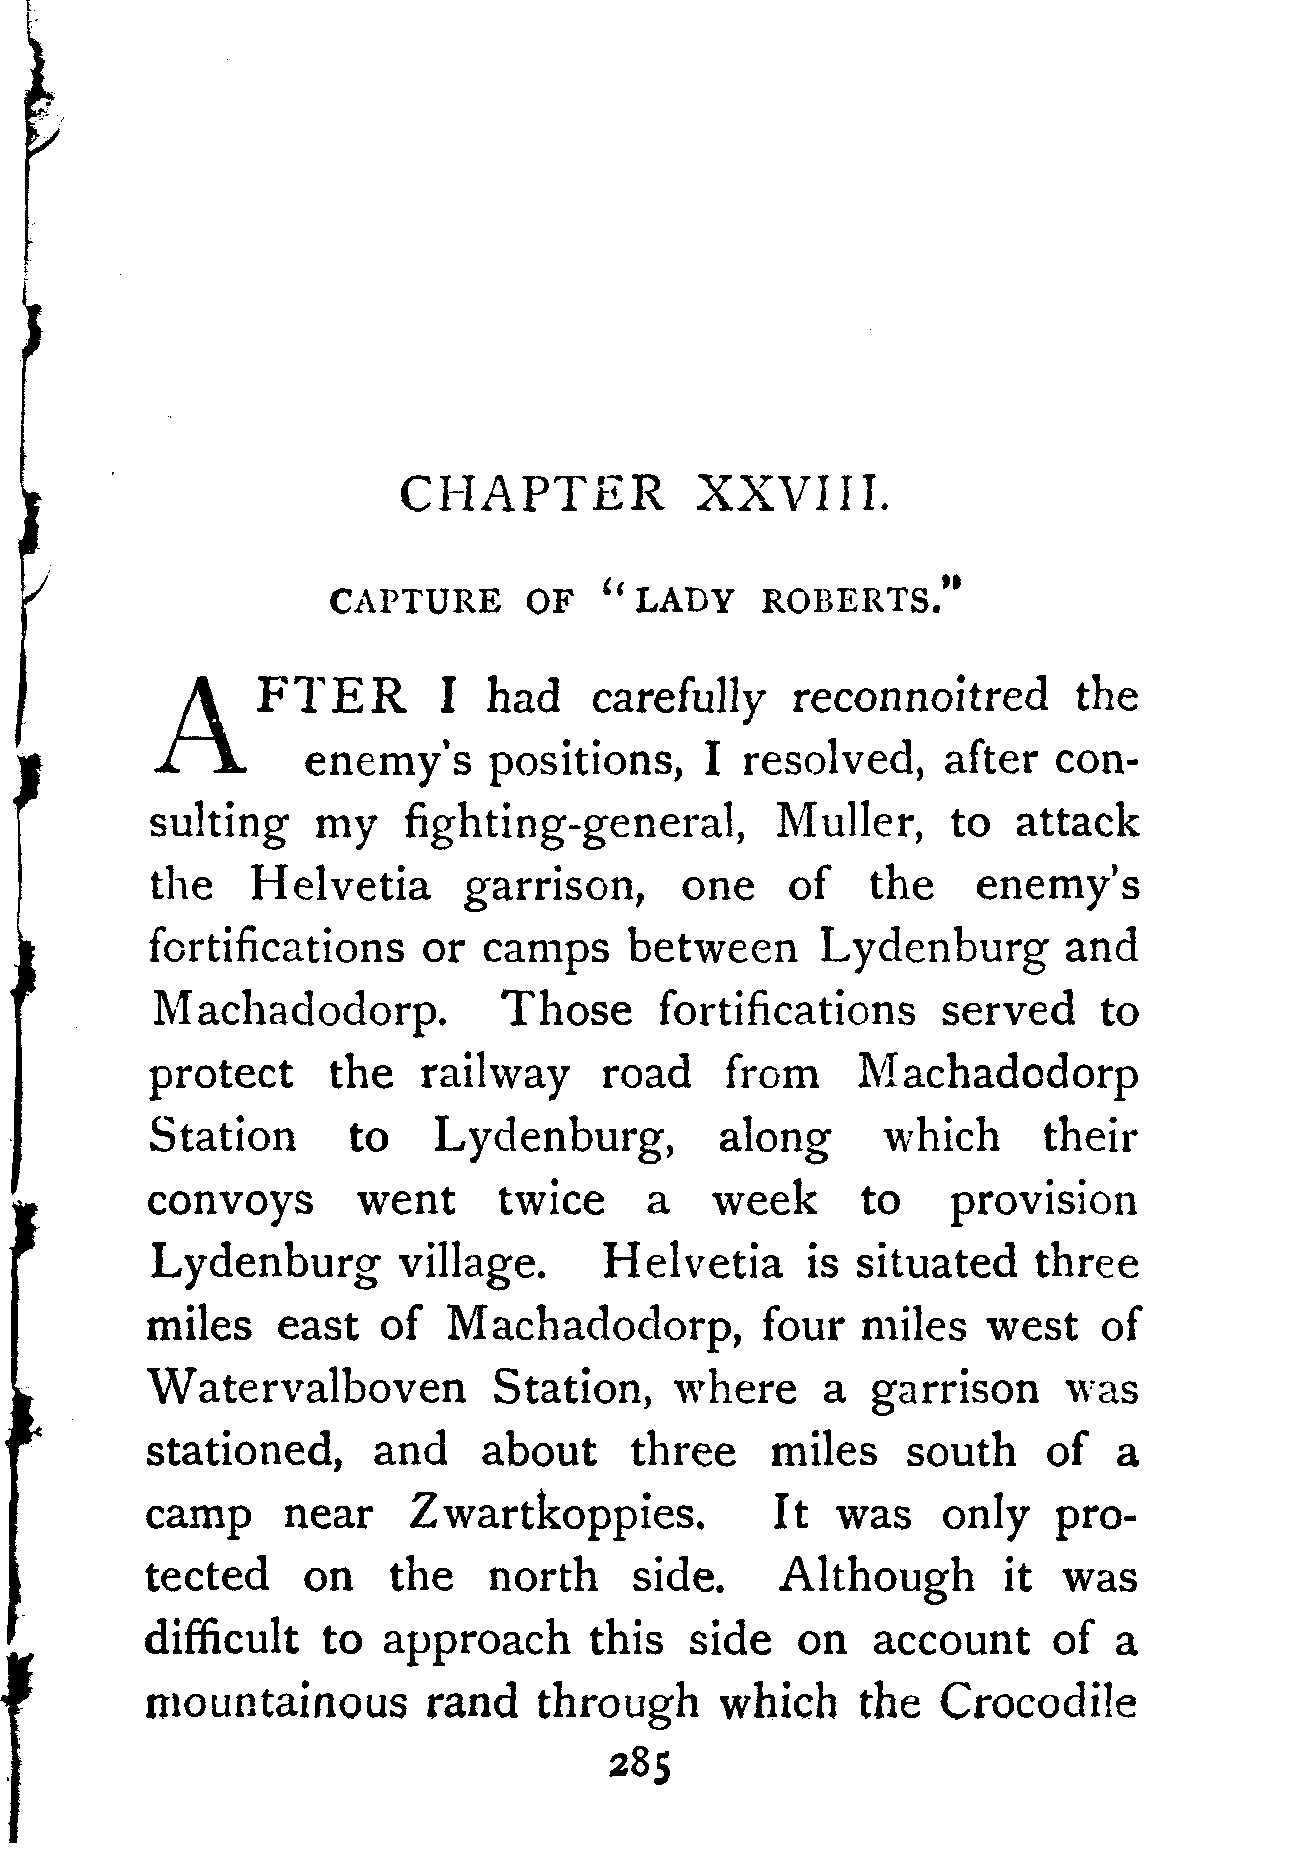 CHAPTER XXVIII.
CAPTURE OF "LADY ROBERTS."
AFTER I had carefully reconnoitred the
enemy's positions, I resolved, after con-
sulting my fighting-general, Muller, to attack
the Helvetia garrison, one of the enemy's
fortifications or camps between Lydenburg and
Machadodorp. Those fortifications served to
protect the railway road from Machadodorp
Station to Lydenburg, along which their
convoys went twice a week to provision
Lydenburg village. Helvetia is situated three
miles east of Machadodorp, four miles west of
Watervalboven Station, where a garrison was
stationed, and about three miles south of a
camp near Zwartkoppies. It was only pro-
tected on the north side. Although it was
difficult to approach this side on account of a
mountainous rand through which the Crocodile
285